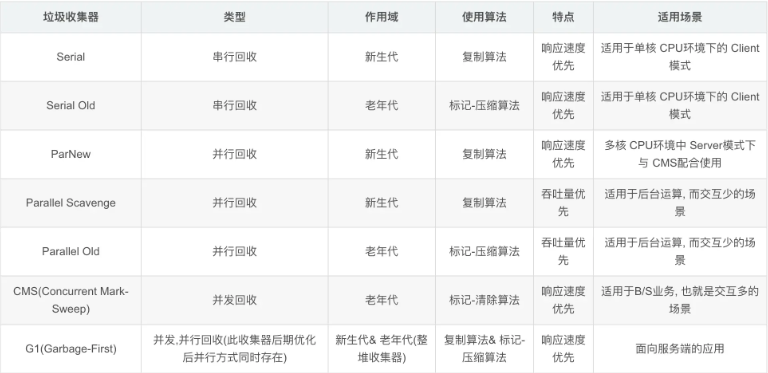 垃圾收集器 类型 作用域 使用算法 特点 适用场景
Serial 串行回收 新生代 复制算法 响应速度优先 适用于单核 CPU环境下的 Client模式
Serial Old 串行回收 老年代 标记-压缩算法 响应速度优先 适用于单核 CPU环境下的 Client模式
ParNew 并行回收 新生代 复制算法 响应速度优先 多核 CPU环境中 Server模式下与 CMS配合使用
Parallel Scavenge 并行回收 新生代 复制算法 吞吐量优先 适用于后台运算, 而交互少的场景
Parallel Old 并行回收 老年代 标记-压缩算法 吞吐量优先 适用于后台运算, 而交互少的场景
CMS(Concurrent Mark-Sweep) 并发回收 老年代 标记-清除算法 响应速度优先 适用于B/S业务, 也就是交互多的场景
G1(Garbage-First) 并发,并行回收(此收集器后期优化后并行方式同时存在) 新生代& 老年代(整堆收集器) 复制算法& 标记-压缩算法 响应速度优先 面向服务端的应用